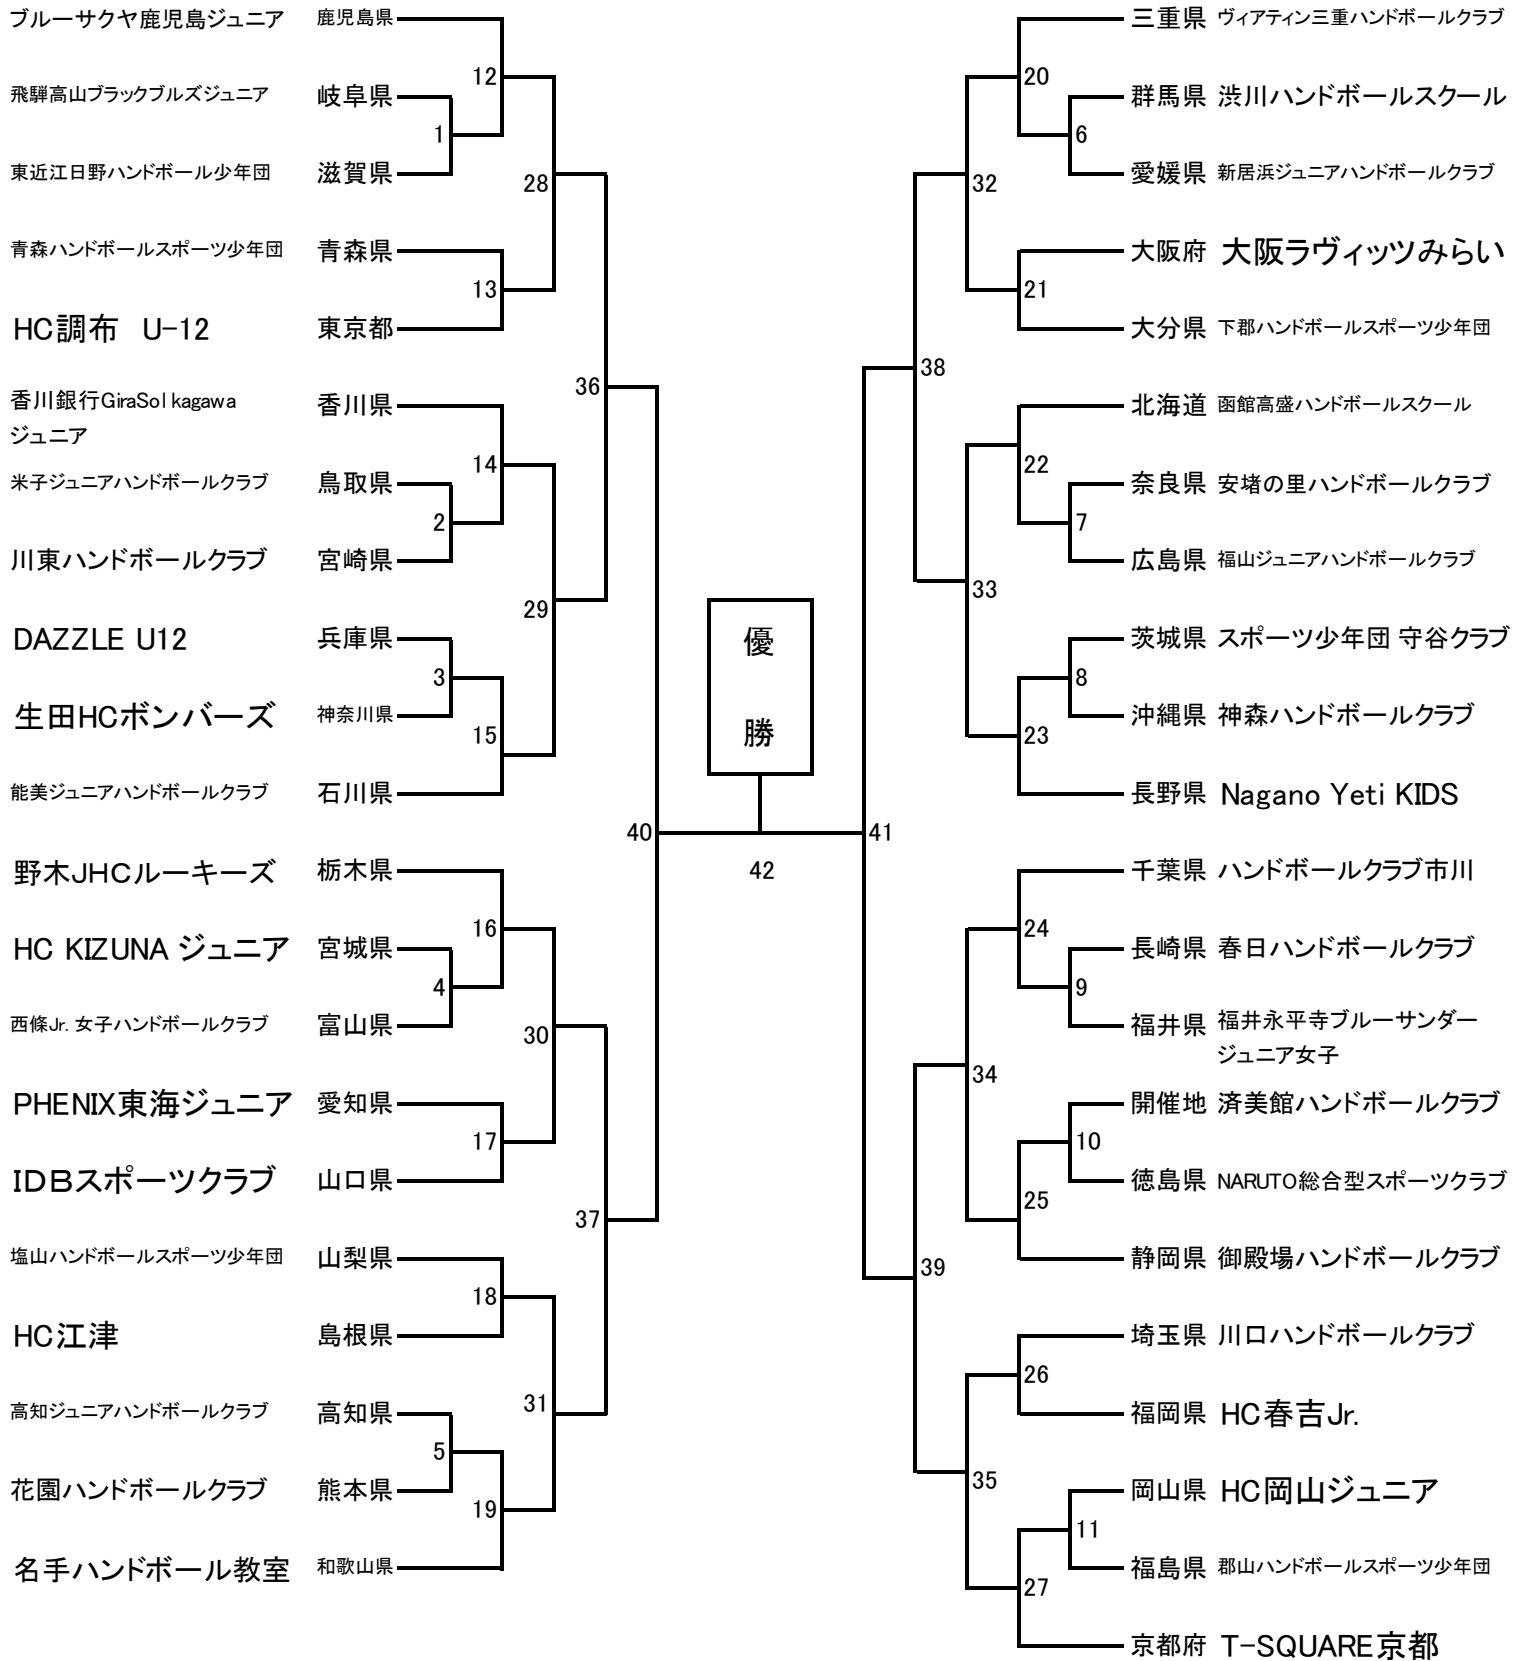 ブルーサクヤ鹿児島ジュニア 鹿児島県
飛騨高山ブラックブルズジュニア 岐阜県
東近江日野ハンドボール少年団 滋賀県
青森ハンドボールスポーツ少年団 青森県
HC調布　U-12 東京都
香川銀行GiraSol kagawa
ジュニア 香川県
米子ジュニアハンドボールクラブ 鳥取県
川東ハンドボールクラブ 宮崎県
DAZZLE U12 兵庫県
生田HCボンバーズ 神奈川県
能美ジュニアハンドボールクラブ 石川県
野木JHCルーキーズ 栃木県
HC KIZUNA ジュニア 宮城県
西條Jr. 女子ハンドボールクラブ 富山県
PHENIX東海ジュニア 愛知県
IDBスポーツクラブ 山口県
塩山ハンドボールスポーツ少年団 山梨県
HC江津 島根県
高知ジュニアハンドボールクラブ 高知県
花園ハンドボールクラブ 熊本県
名手ハンドボール教室 和歌山県
1
2
3
4
5
12
13
14
15
16
17
18
19
28
29
30
31
36
37
40
優
勝
42
41
38
39
32
33
34
35
20
21
22
23
24
25
26
27
6
7
8
9
10
11
三重県 ヴィアティン三重ハンドボールクラブ
群馬県 渋川ハンドボールスクール
愛媛県 新居浜ジュニアハンドボールクラブ
大阪府 大阪ラヴィッツみらい
大分県 下郡ハンドボールスポーツ少年団
北海道 函館高盛ハンドボールスクール
奈良県 安堵の里ハンドボールクラブ
広島県 福山ジュニアハンドボールクラブ
茨城県 スポーツ少年団 守谷クラブ
沖縄県 神森ハンドボールクラブ
長野県 Nagano Yeti KIDS
千葉県 ハンドボールクラブ市川
長崎県 春日ハンドボールクラブ
福井県 福井永平寺ブルーサンダー
ジュニア女子
開催地 済美館ハンドボールクラブ
徳島県 NARUTO総合型スポーツクラブ
静岡県 御殿場ハンドボールクラブ
埼玉県 川口ハンドボールクラブ
福岡県 HC春吉Jr.
岡山県 HC岡山ジュニア
福島県 郡山ハンドボールスポーツ少年団
京都府 T-SQUARE京都